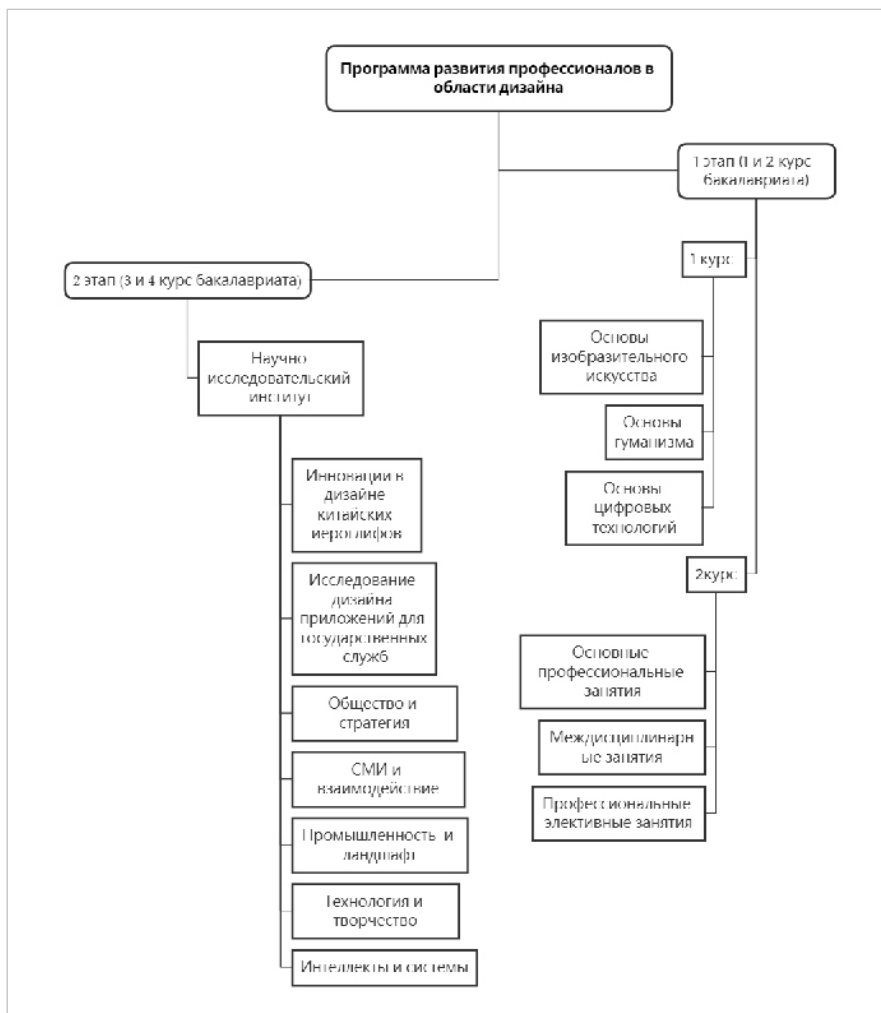 Программа развития профессионалов в
области дизайна
1 этап (1 и 2 курс
бакалавриата)
1 курс
Основы
изобразительного
искусства
Основы
гуманизма
Основы
цифровых
технологий
2курс
Основные
профессиональные
занятия
Междисциплинарн
ые занятия
Профессиональные
элективные занятия
2 этап (3 и 4 курс бакалавриата)
Научно
исследовательский
институт
Инновации в
дизайне
китайских
иероглифов
Исследование
дизайна
приложений для
государственных
служб
Общество и
стратегия
СМИ и
взаимодействие
Промышленность и
ландшафт
Технология и
творчество
Интеллекты и системы